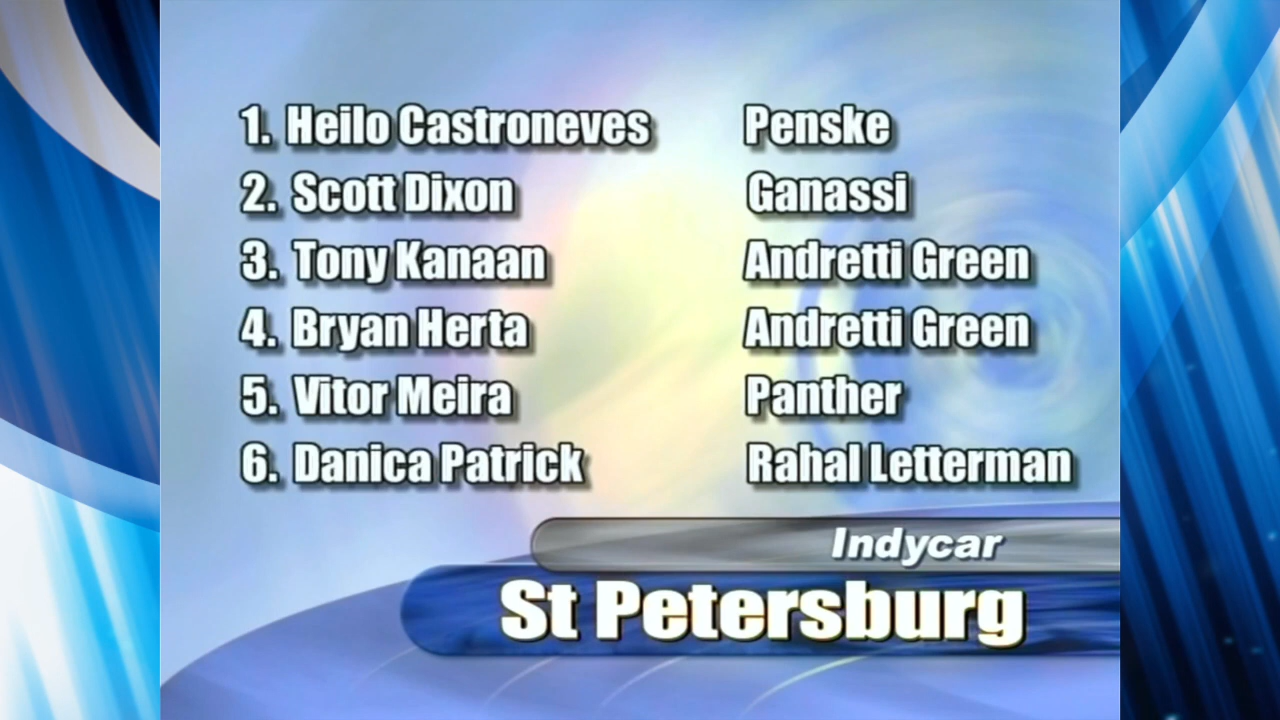 1. Heilo Castroneves Penske
2. Scott Dixon Ganassi
3. Tony Kanaan Andretti Green
4. Bryan Herta Andretti Green
5. Vitor Meira Panther
6. Danica Patrick Rahal Letterman
Indycar
St Petersburg